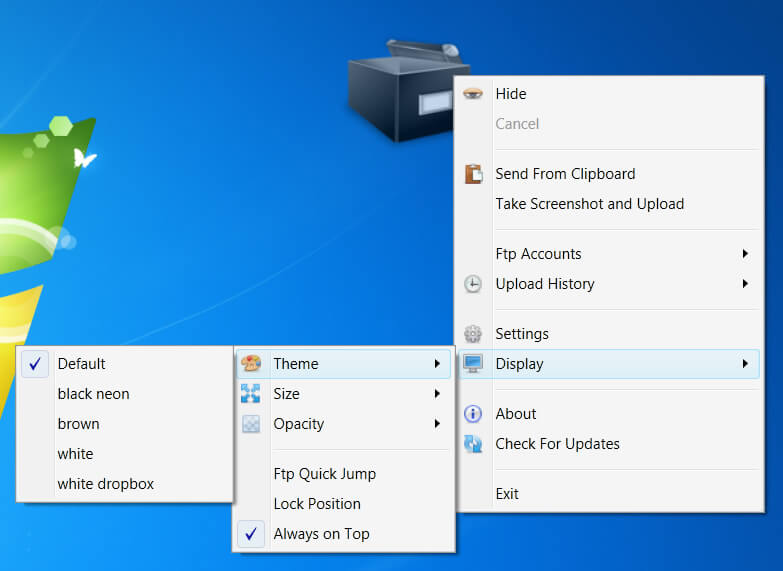 Hide
Cancel
Send From Clipboard
Take Screenshot and Upload
Ftp Accounts
Upload History
Settings
Display
About
Check For Updates
Exit
Theme
Size
Opacity
Ftp Quick Jump
Lock Position
Always on Top
Default
black neon
brown
white
white dropbox